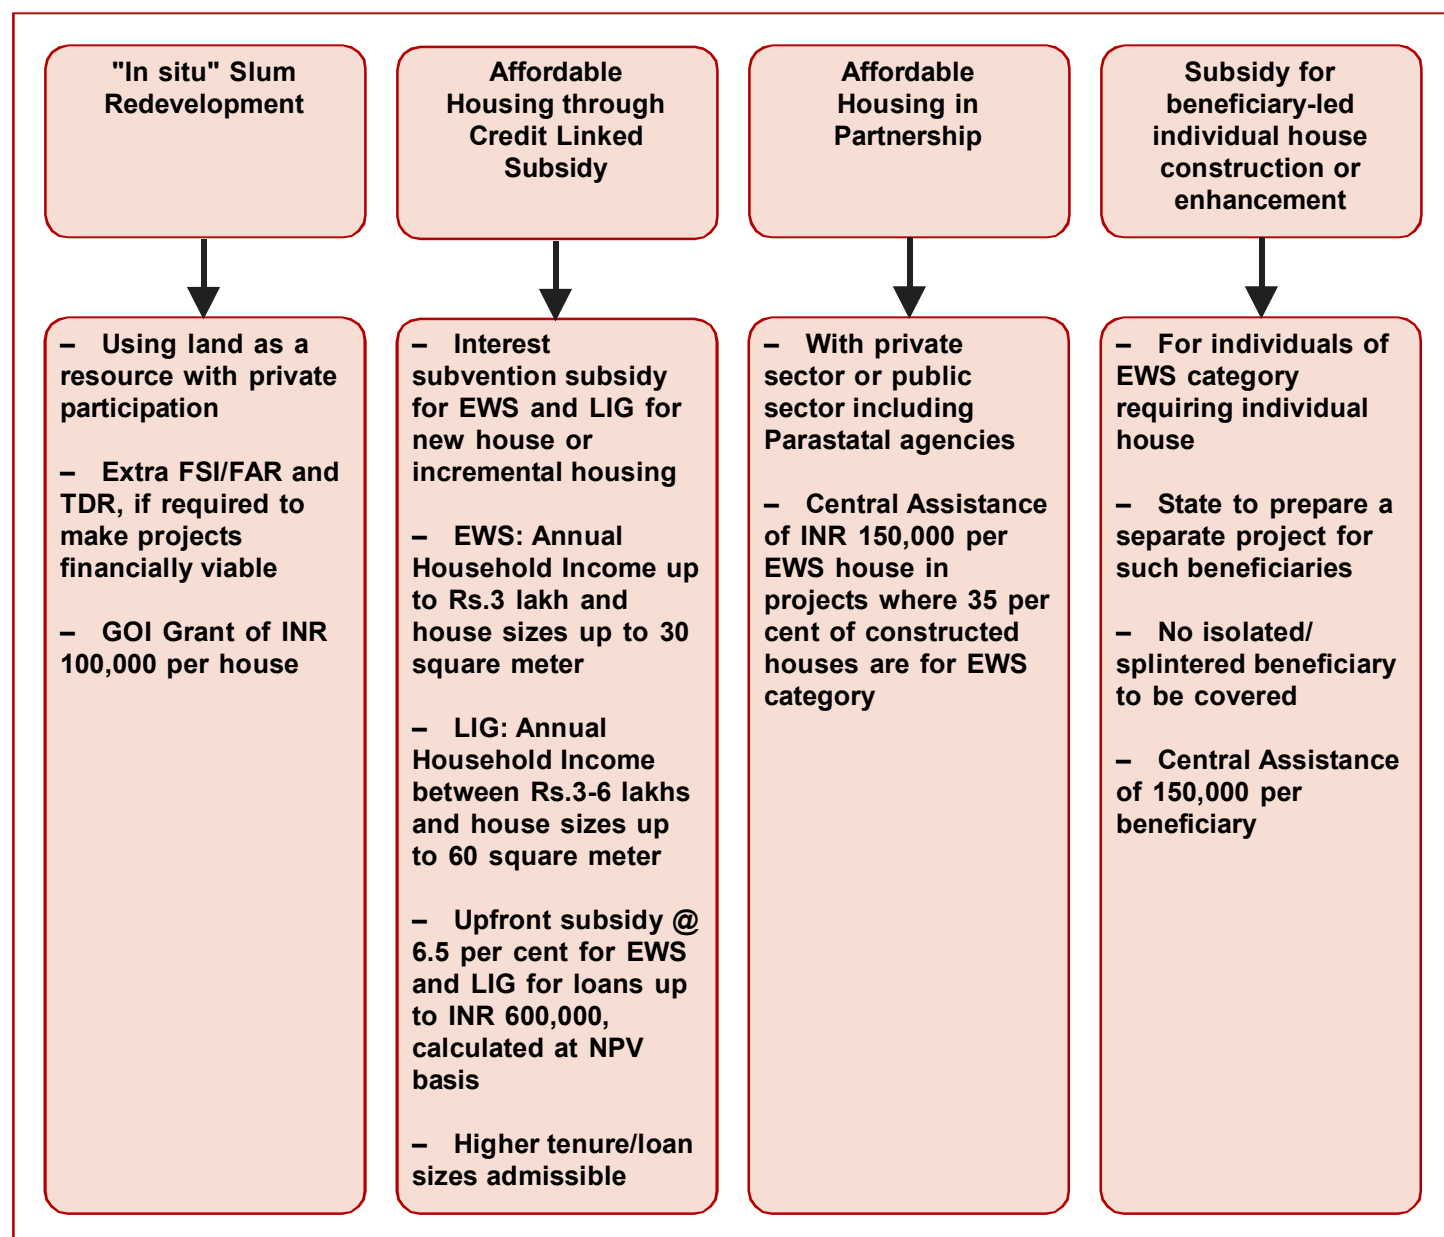 "In situ" Slum
Redevelopment
Affordable
Housing through
Credit Linked
Subsidy
Affordable
Housing in
Partnership
Subsidy for
beneficiary-led
individual house
construction or
enhancement
– Using land as a
resource with private
participation
– Extra FSI/FAR and
TDR, if required to
make projects
financially viable
– GOI Grant of INR
100,000 per house
– Interest
subvention subsidy
for EWS and LIG for
new house or
incremental housing
– EWS: Annual
Household Income up
to Rs.3 lakh and
house sizes up to 30
square meter
– LIG: Annual
Household Income
between Rs.3-6 lakhs
and house sizes up
to 60 square meter
– Upfront subsidy @
6.5 per cent for EWS
and LIG for loans up
to INR 600,000,
calculated at NPV
basis
– Higher tenure/loan
sizes admissible
– With private
sector or public
sector including
Parastatal agencies
– Central Assistance
of INR 150,000 per
EWS house in
projects where 35 per
cent of constructed
houses are for EWS
category
– For individuals of
EWS category
requiring individual
house
– State to prepare a
separate project for
such beneficiaries
– No isolated/
splintered beneficiary
to be covered
– Central Assistance
of 150,000 per
beneficiary